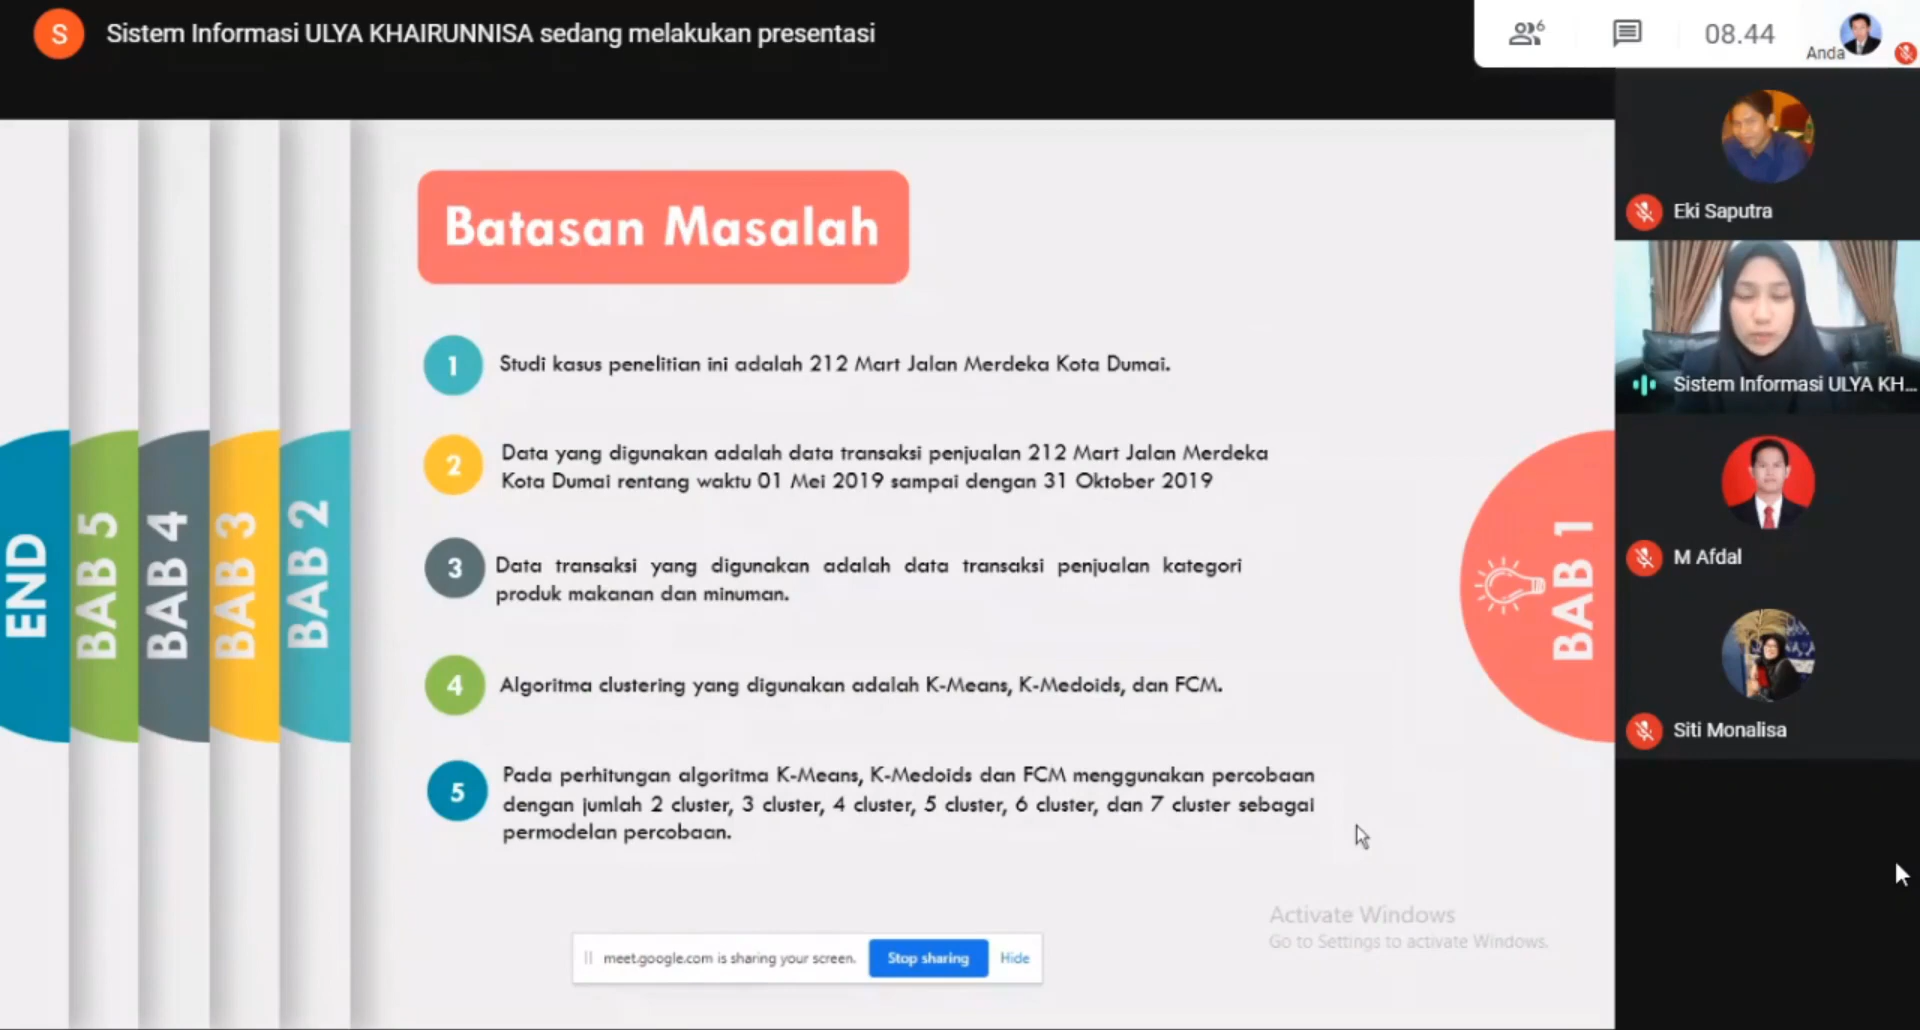 S
Sistem Informasi ULYA KHAIRUNNISA sedang melakukan presentasi
6
08.44
Anda
Batasan Masalah
1
Studi kasus penelitian ini adalah 212 Mart Jalan Merdeka Kota Dumai.
2
Data yang digunakan adalah data transaksi penjualan 212 Mart Jalan Merdeka
Kota Dumai rentang waktu 01 Mei 2019 sampai dengan 31 Oktober 2019
3
Data transaksi yang digunakan adalah data transaksi penjualan kategori
produk makanan dan minuman.
4
Algoritma clustering yang digunakan adalah K-Means, K-Medoids, dan FCM.
5
Pada perhitungan algoritma K-Means, K-Medoids dan FCM menggunakan percobaan
dengan jumlah 2 cluster, 3 cluster, 4 cluster, 5 cluster, 6 cluster, dan 7 cluster sebagai
permodelan percobaan.
END
BAB 5
BAB 4
BAB 3
BAB 2
BAB 1
Activate Windows
Go to Settings to activate Windows.
meet.google.com is sharing your screen.
Stop sharing
Hide
Eki Saputra
Sistem Informasi ULYA KH...
M Afdal
Siti Monalisa